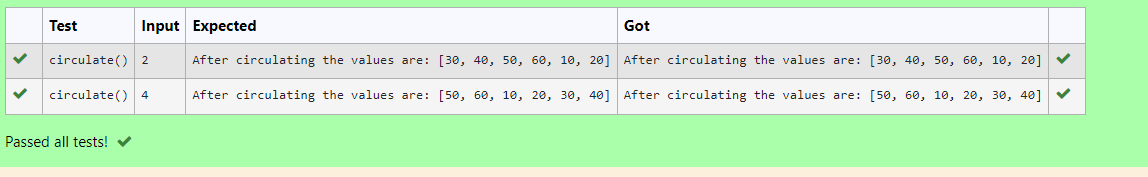 Test Input Expected Got
circulate() 2 After circulating the values are: [30, 40, 50, 60, 10, 20] After circulating the values are: [30, 40, 50, 60, 10, 20]
circulate() 4 After circulating the values are: [50, 60, 10, 20, 30, 40] After circulating the values are: [50, 60, 10, 20, 30, 40]
Passed all tests!